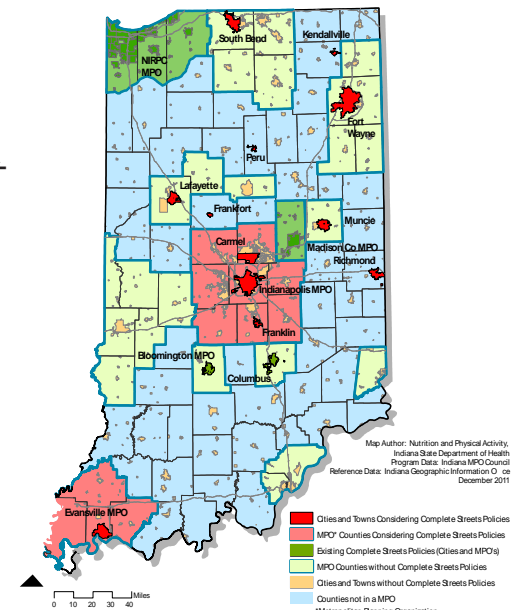 South Bend
Kendallville
NIRPC
MPO
Fort
Wayne
Peru
Lafayette
Frankfort
Muncie
Carmel
Madison Co MPO
Richmond
Indianapolis MPO
Franklin
Bloomington MPO
Columbus
Evansville MPO
Map Author: Nutrition and Physical Activity,
Indiana State Department of Health
Program Data: Indiana MPO Council
Reference Data: Indiana Geographic Information O ce
December 2011
Cities and Towns Considering Complete Streets Policies
MPO* Counties Considering Complete Streets Policies
Existing Complete Streets Policies (Cities and MPO's)
MPO Counties without Complete Streets Policies
Cities and Towns without Complete Streets Policies
Counties not in a MPO
Miles
0 10 20 30 40